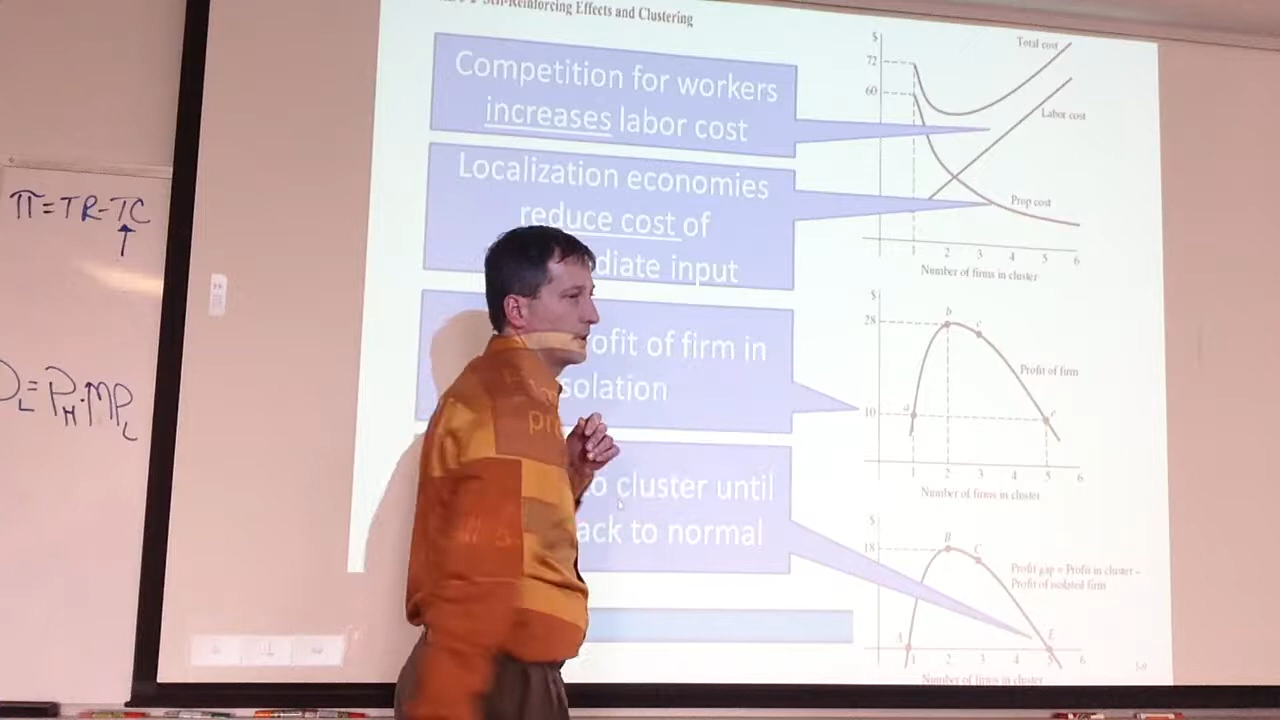 Self-Reinforcing Effects and Clustering
Competition for workers
increases labor cost
Localization economies
reduce cost of
diate input
ofit of firm in
solation
to cluster until
ack to normal
π = TR-TC
↑
L = P_H · MP_L
$
72
60
Total cost
Labor cost
Prop cost
1 2 3 4 5 6
Number of firms in cluster
$
28
b
c
Profit of firm
10
a
e
1 2 3 4 5 6
Number of firms in cluster
$
18
B
C
Profit gap = Profit in cluster –
Profit of isolated firm
A
E
1 2 3 4 5 6
Number of firms in cluster